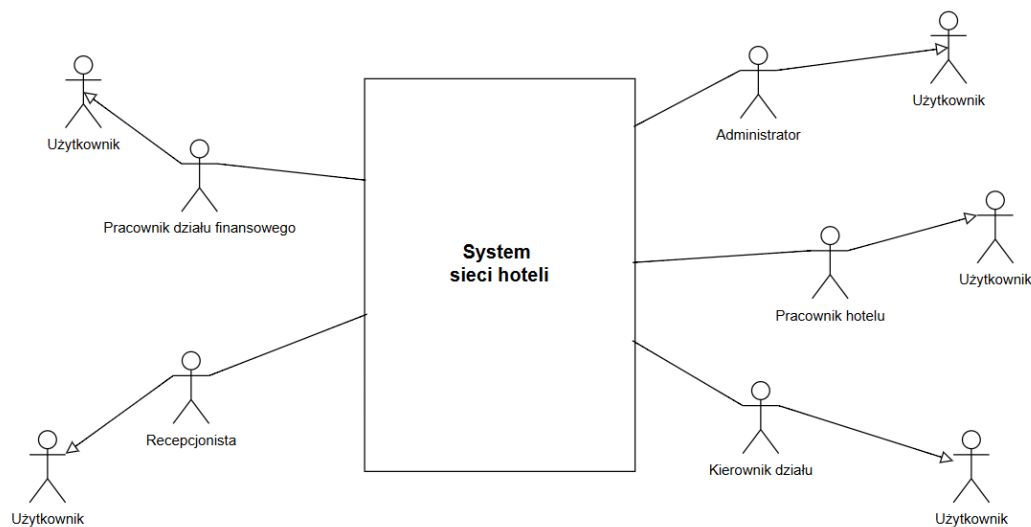 Użytkownik
Administrator
Użytkownik
Pracownik działu finansowego
System
sieci hoteli
Użytkownik
Pracownik hotelu
Recepcjonista
Kierownik działu
Użytkownik
Użytkownik